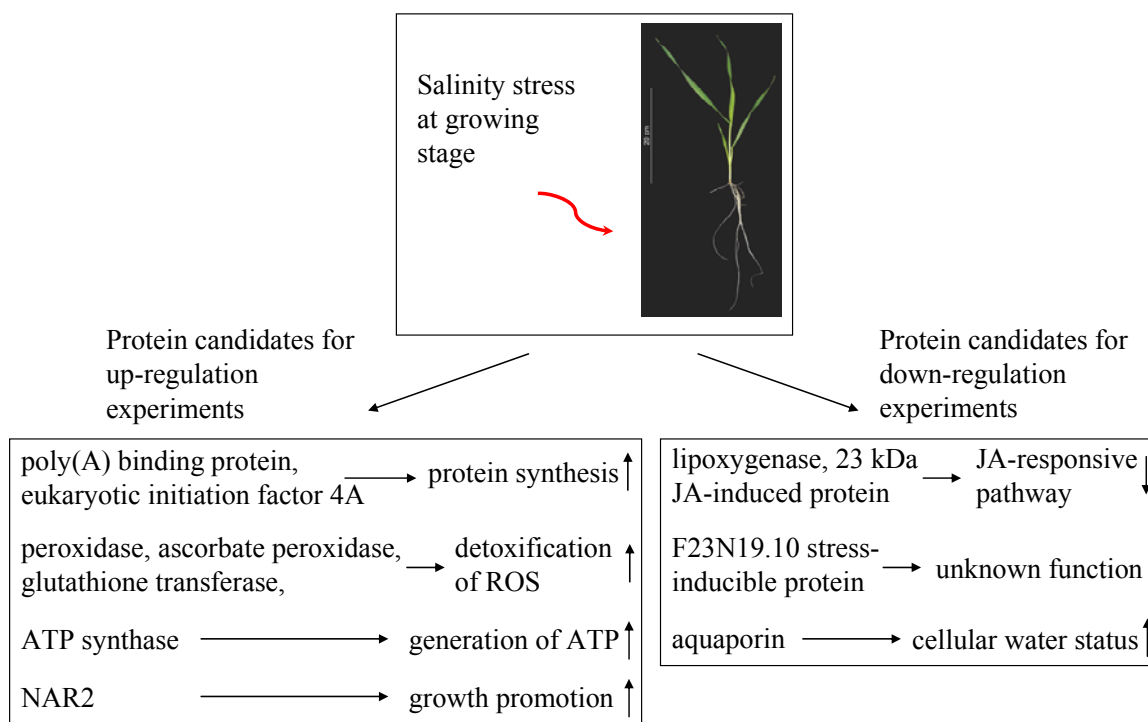 Salinity stress
at growing
stage
20 cm
Protein candidates for
up-regulation
experiments
Protein candidates for
down-regulation
experiments
poly(A) binding protein,
eukaryotic initiation factor 4A
protein synthesis
peroxidase, ascorbate peroxidase,
glutathione transferase,
detoxification
of ROS
ATP synthase
generation of ATP
NAR2
growth promotion
lipoxygenase, 23 kDa
JA-induced protein
JA-responsive
pathway
F23N19.10 stress-
inducible protein
unknown function
aquaporin
cellular water status